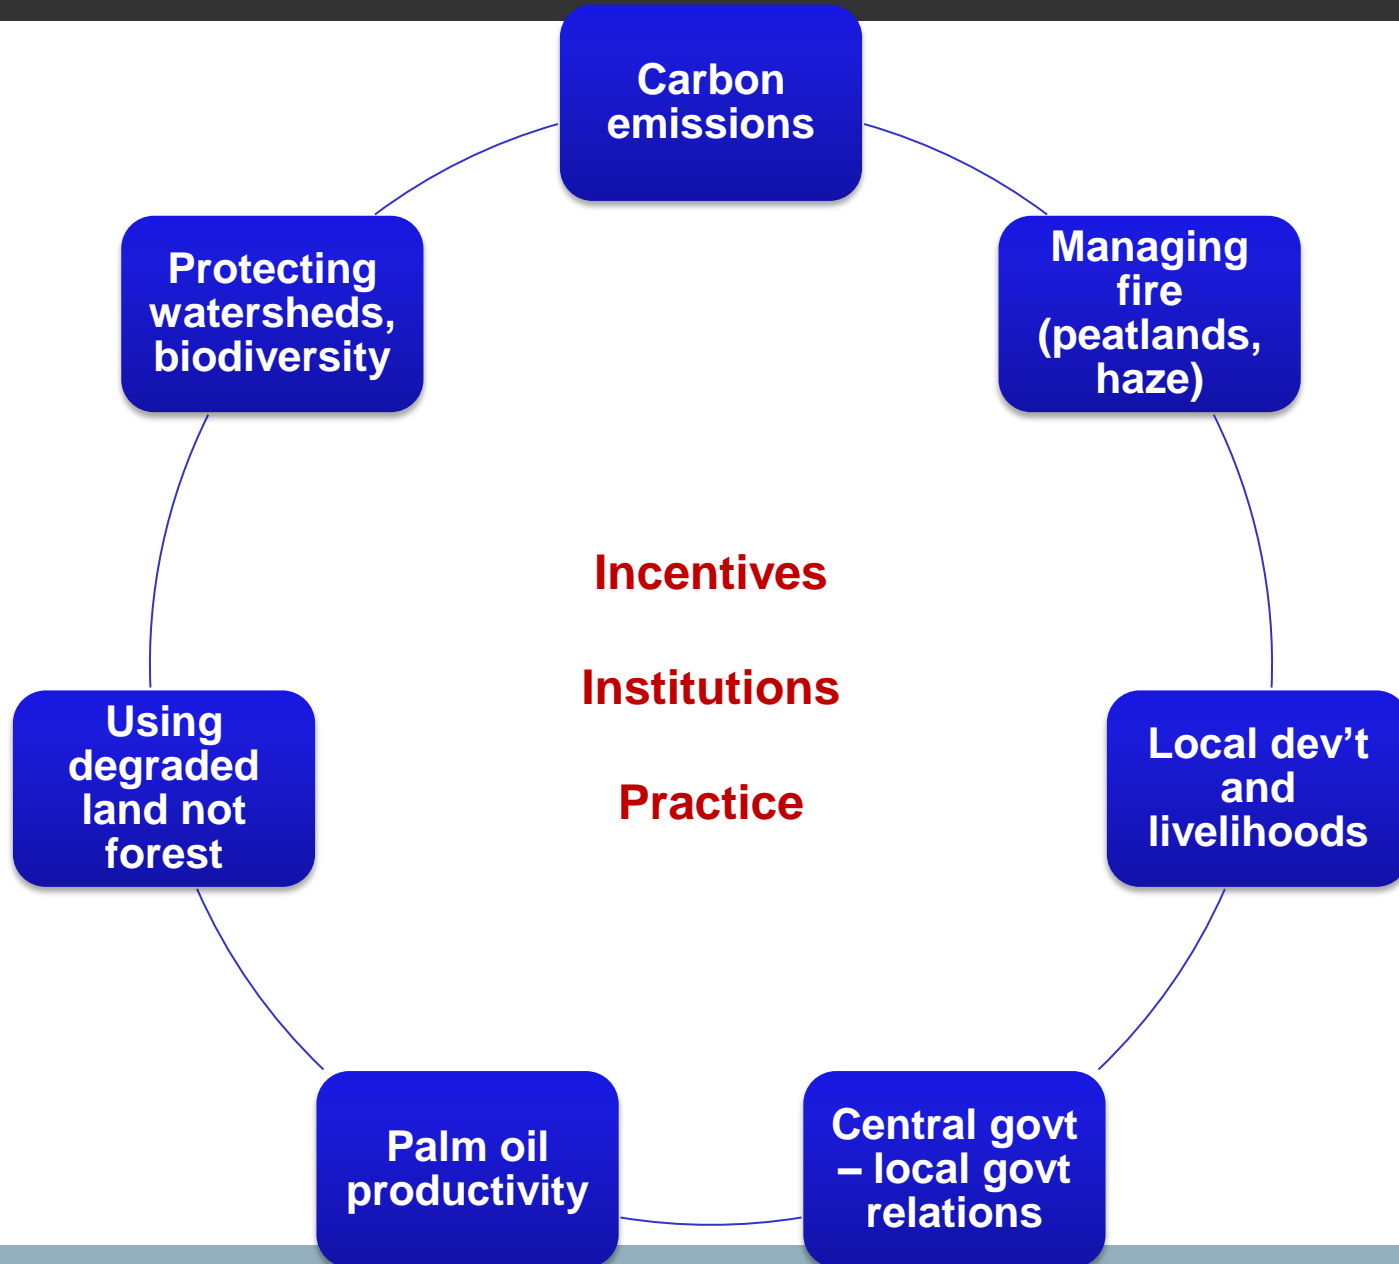 Carbon
emissions
Managing
fire
(peatlands,
haze)
Local dev’t
and
livelihoods
Central govt
– local govt
relations
Palm oil
productivity
Using
degraded
land not
forest
Protecting
watersheds,
biodiversity
Incentives
Institutions
Practice